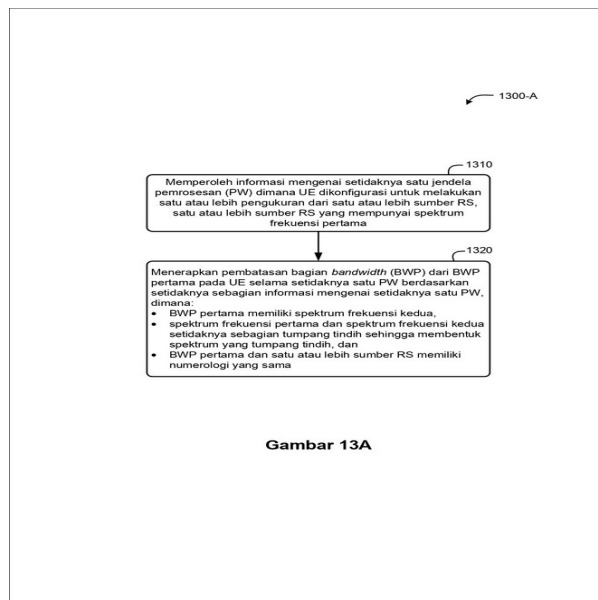 1300-A
1310
Memperoleh informasi mengenai setidaknya satu jendela
pemrosesan (PW) dimana UE dikonfigurasi untuk melakukan
satu atau lebih pengukuran dari satu atau lebih sumber RS,
satu atau lebih sumber RS yang mempunyai spektrum
frekuensi pertama
1320
Menerapkan pembatasan bagian bandwidth (BWP) dari BWP
pertama pada UE selama setidaknya satu PW berdasarkan
setidaknya sebagian informasi mengenai setidaknya satu PW,
dimana:
• BWP pertama memiliki spektrum frekuensi kedua,
• spektrum frekuensi pertama dan spektrum frekuensi kedua
setidaknya sebagian tumpang tindih sehingga membentuk
spektrum yang tumpang tindih, dan
• BWP pertama dan satu atau lebih sumber RS memiliki
numerologi yang sama
Gambar 13A